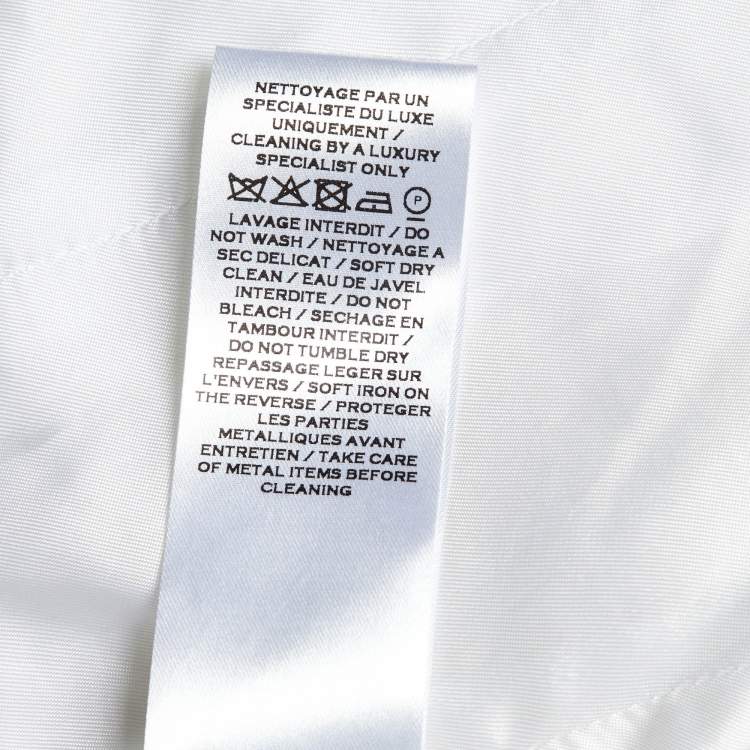 NETTOYAGE PAR UN
SPECIALISTE DU LUXE
UNIQUEMENT /
CLEANING BY A LUXURY
SPECIALIST ONLY
P
LAVAGE INTERDIT / DO
NOT WASH / NETTOYAGE A
SEC DELICAT / SOFT DRY
CLEAN / EAU DE JAVEL
INTERDITE / DO NOT
BLEACH / SECHAGE EN
TAMBOUR INTERDIT /
DO NOT TUMBLE DRY
REPASSAGE LEGER SUR
L'ENVERS / SOFT IRON ON
THE REVERSE / PROTEGER
LES PARTIES
METALLIQUES AVANT
ENTRETIEN / TAKE CARE
OF METAL ITEMS BEFORE
CLEANING